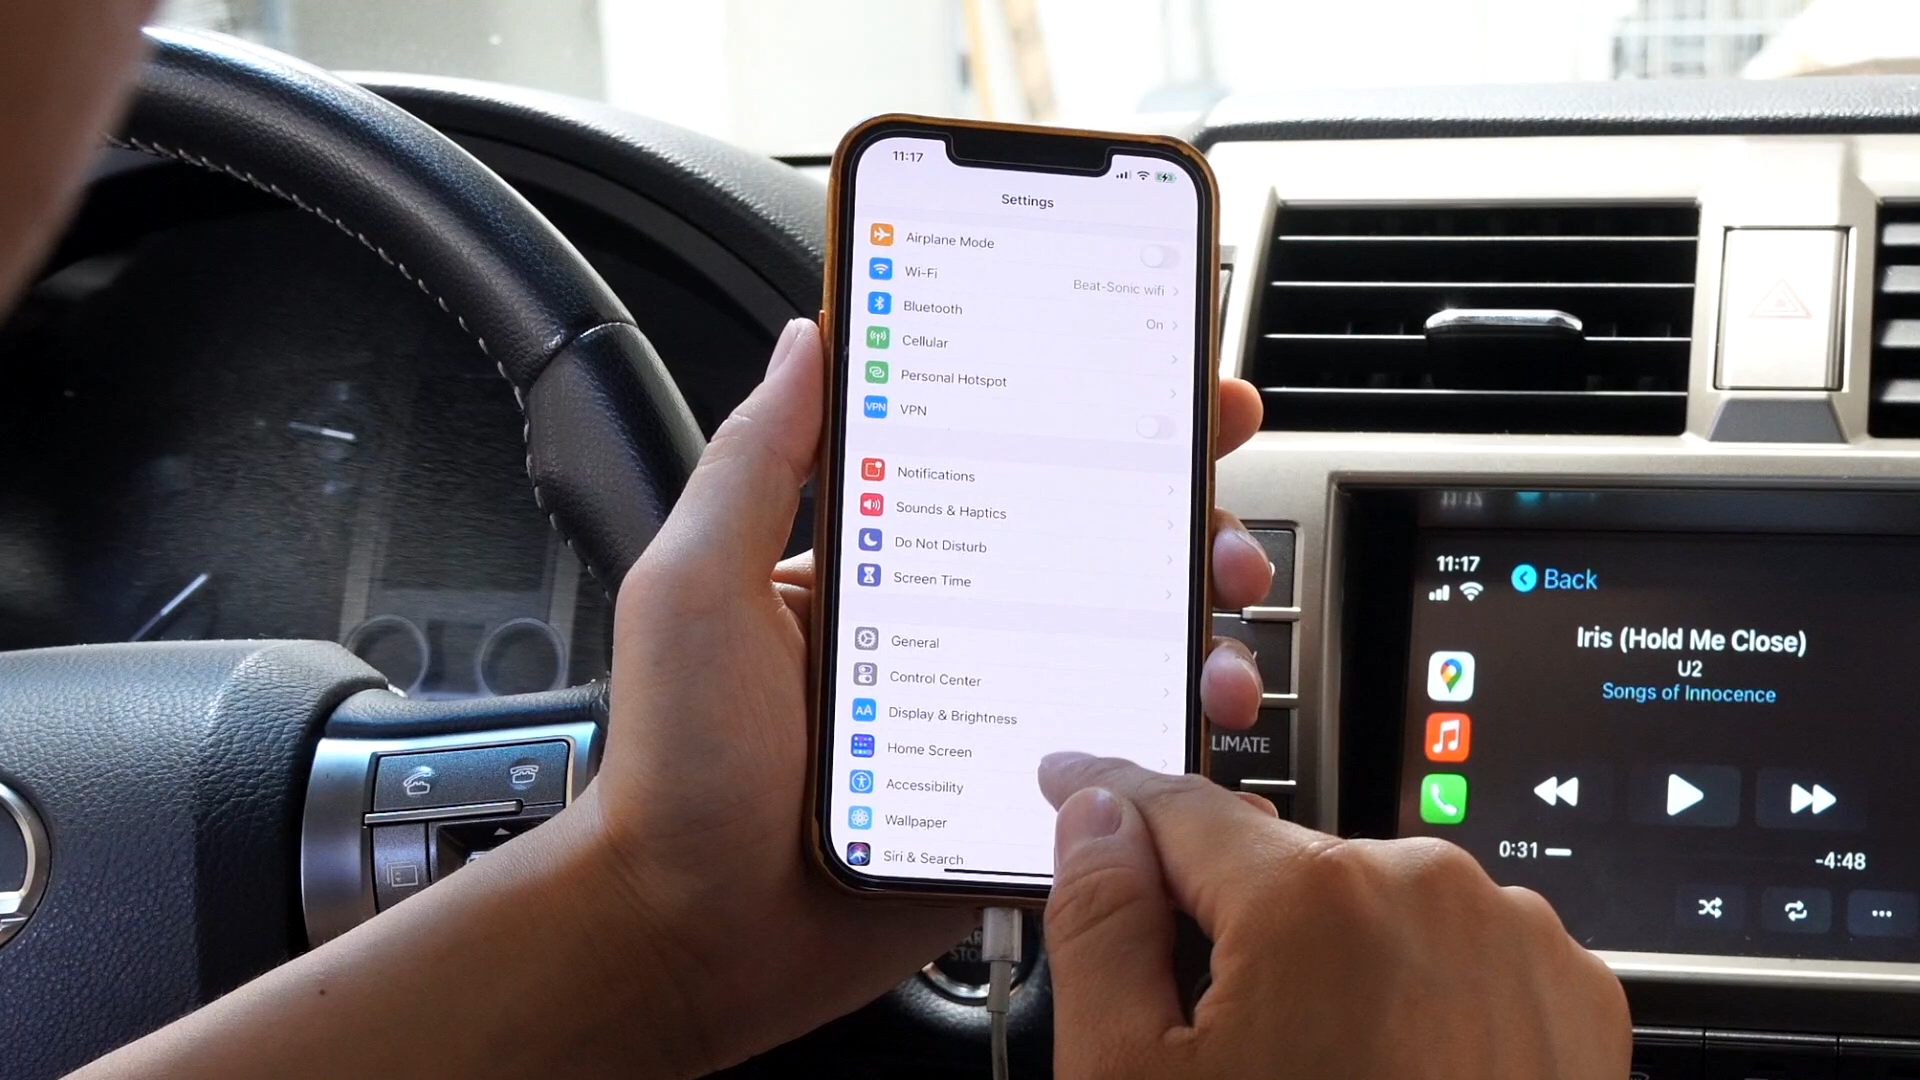 11:17
Settings
Airplane Mode
Wi-Fi
Beat-Sonic wifi
Bluetooth
On
Cellular
Personal Hotspot
VPN
VPN
Notifications
Sounds & Haptics
Do Not Disturb
Screen Time
General
Control Center
AA
Display & Brightness
Home Screen
Accessibility
Wallpaper
Siri & Search
11:17
Back
Iris (Hold Me Close)
U2
Songs of Innocence
0:31
-4:48
LIMATE